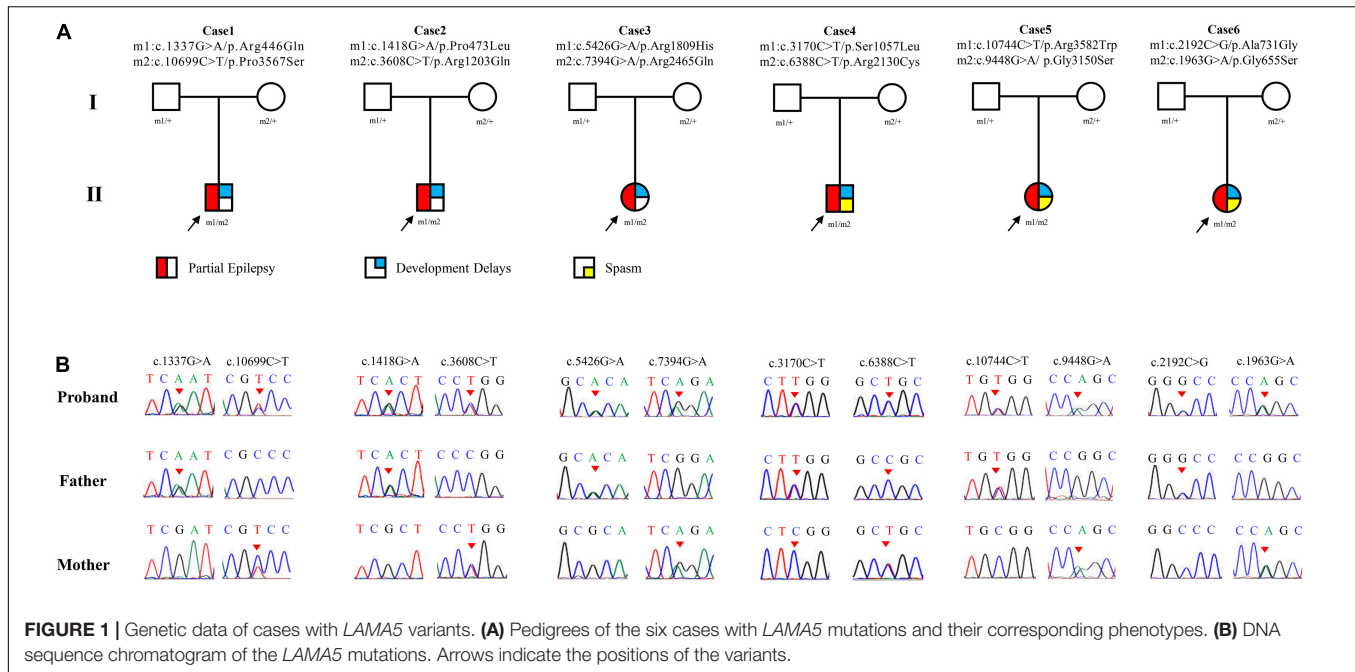 A
Case1 Case2 Case3 Case4 Case5 Case6
m1:c.1337G>A/p.Arg446Gln m1:c.1418G>A/p.Pro473Leu m1:c.5426G>A/p.Arg1809His m1:c.3170C>T/p.Ser1057Leu m1:c.10744C>T/p.Arg3582Trp m1:c.2192C>G/p.Ala731Gly
m2:c.10699C>T/p.Pro3567Ser m2:c.3608C>T/p.Arg1203Gln m2:c.7394G>A/p.Arg2465Gln m2:c.6388C>T/p.Arg2130Cys m2:c.9448G>A/ p.Gly3150Ser m2:c.1963G>A/p.Gly655Ser
I
m1/+ m2/+ m1/+ m2/+ m1/+ m2/+ m1/+ m2/+ m1/+ m2/+ m1/+ m2/+
II
m1/m2 m1/m2 m1/m2 m1/m2 m1/m2 m1/m2
Partial Epilepsy Development Delays Spasm
B
c.1337G>A c.10699C>T c.1418G>A c.3608C>T c.5426G>A c.7394G>A c.3170C>T c.6388C>T c.10744C>T c.9448G>A c.2192C>G c.1963G>A
Proband T C A A T C G T C C T C A C T C C T G G G C A C A T C A G A C T T G G G C T G C T G T G G C C A G C G G G C C C C A G C
Father T C A A T C G C C C T C A C T C C C G G G C A C A T C G G A C T T G G G C C G C T G T G G C C G G C G G G C C C C G G C
Mother T C G A T C G T C C T C G C T C C T G G G C G C A T C A G A C T C G G G C T G C T G C G G C C A G C G G C C C C C A G C
FIGURE 1 | Genetic data of cases with LAMA5 variants. (A) Pedigrees of the six cases with LAMA5 mutations and their corresponding phenotypes. (B) DNA
sequence chromatogram of the LAMA5 mutations. Arrows indicate the positions of the variants.